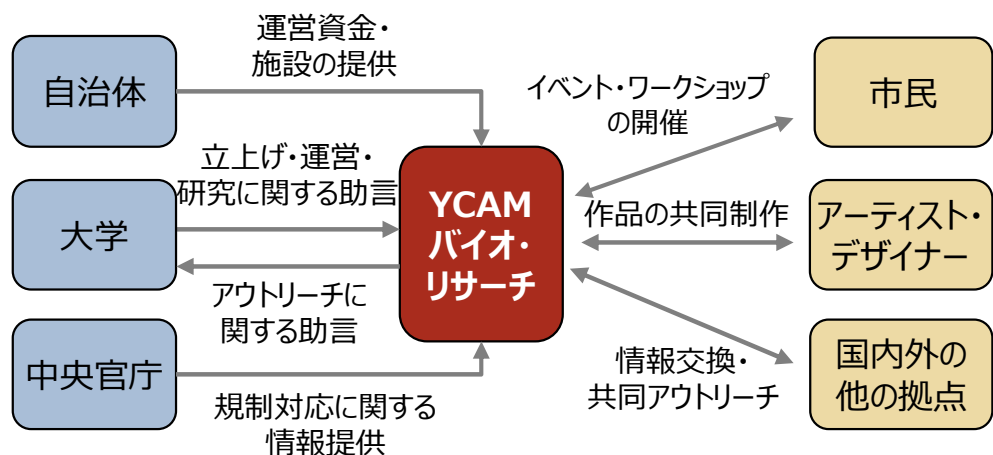 運営資金・
施設の提供
自治体
立上げ・運営・
研究に関する助言
大学
アウトリーチに
関する助言
中央官庁
規制対応に関する
情報提供
YCAM
バイオ・
リサーチ
イベント・ワークショップ
の開催
市民
作品の共同制作
アーティスト・
デザイナー
情報交換・
共同アウトリーチ
国内外の
他の拠点